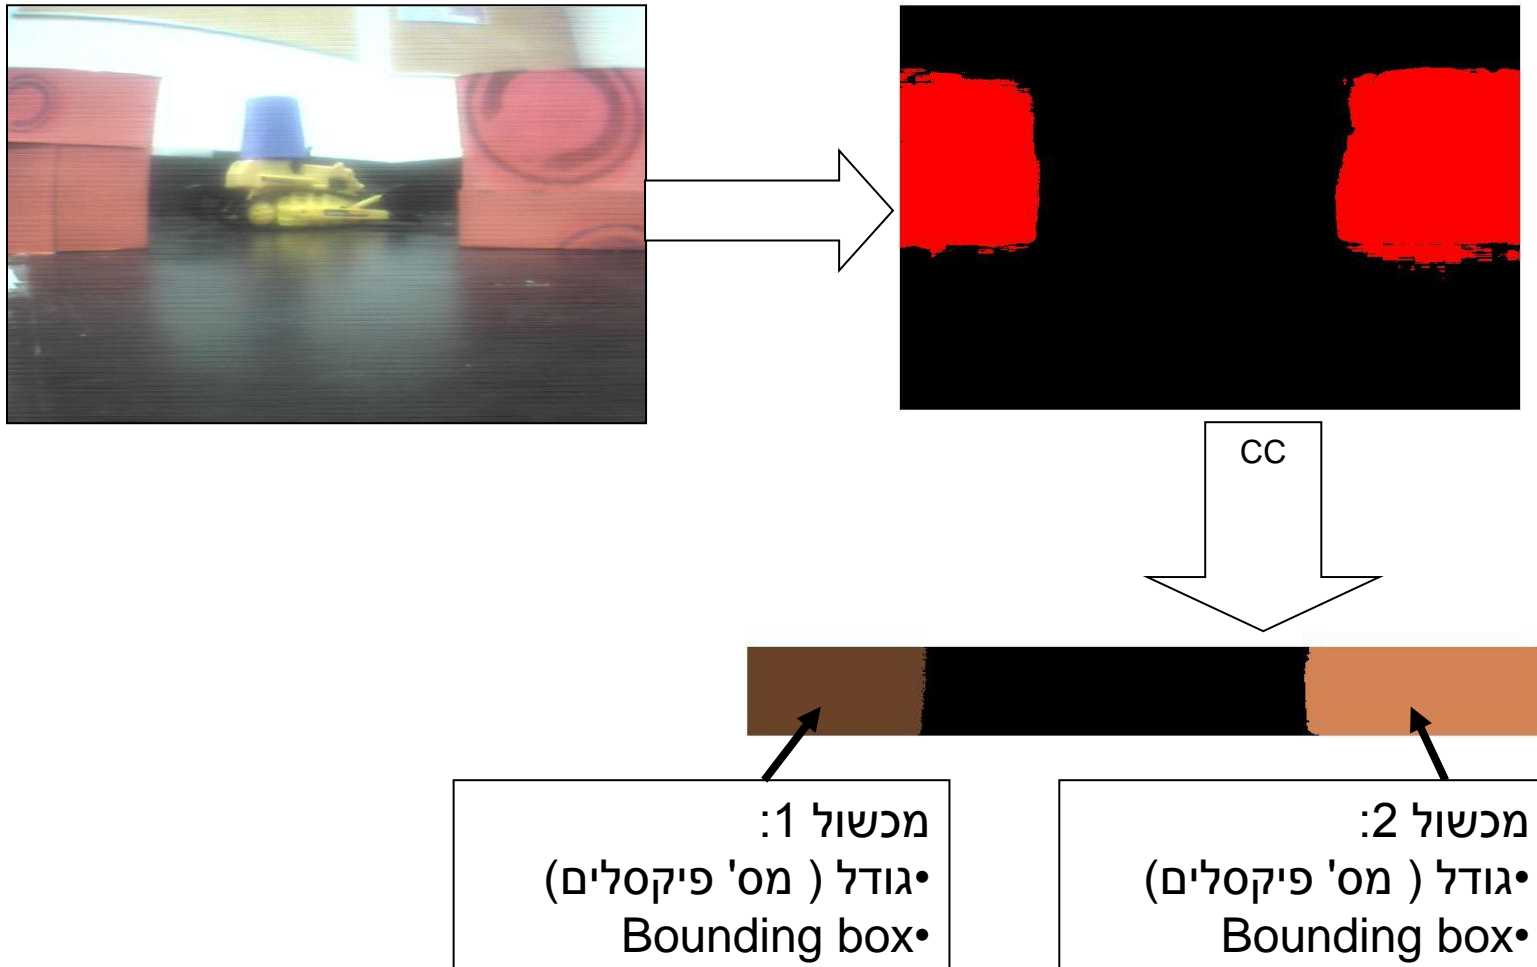 CC
מכשול 1:
•גודל ( מס' פיקסלים)
•Bounding box
מכשול 2:
•גודל ( מס' פיקסלים)
•Bounding box